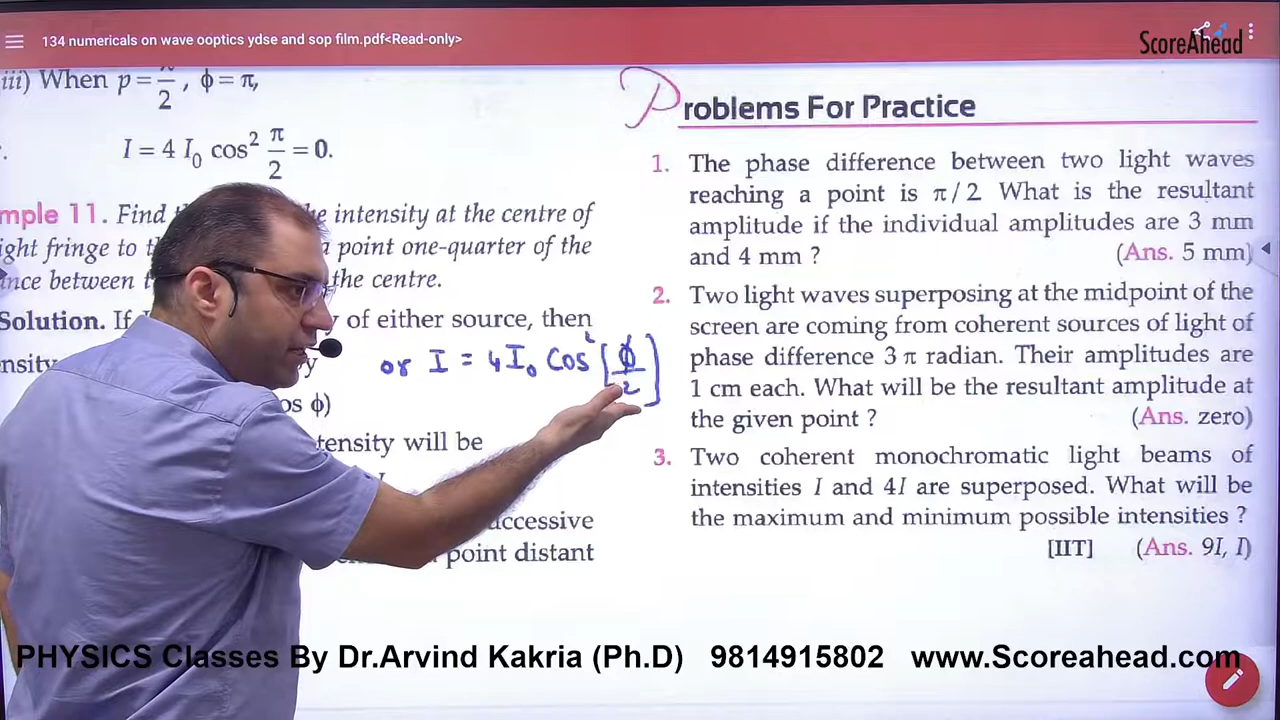 134 numericals on wave ooptics ydse and sop film.pdf<Read-only>
ScoreAhead
iii) When p = π/2 , ϕ = π,
I = 4 I₀ cos² π/2 = 0.
mple 11. Find the intensity at the centre of
ight fringe to a point one-quarter of the
nce between the centre.
Solution. If of either source, then
or I = 4I₀ Cos² [ϕ/2]
os ϕ)
tensity will be
uccessive
point distant
Problems For Practice
1. The phase difference between two light waves
reaching a point is π/2 What is the resultant
amplitude if the individual amplitudes are 3 mm
and 4 mm ? (Ans. 5 mm)
2. Two light waves superposing at the midpoint of the
screen are coming from coherent sources of light of
phase difference 3 π radian. Their amplitudes are
1 cm each. What will be the resultant amplitude at
the given point ? (Ans. zero)
3. Two coherent monochromatic light beams of
intensities I and 4I are superposed. What will be
the maximum and minimum possible intensities ?
[IIT] (Ans. 9I, I)
PHYSICS Classes By Dr.Arvind Kakria (Ph.D) 9814915802 www.Scoreahead.com